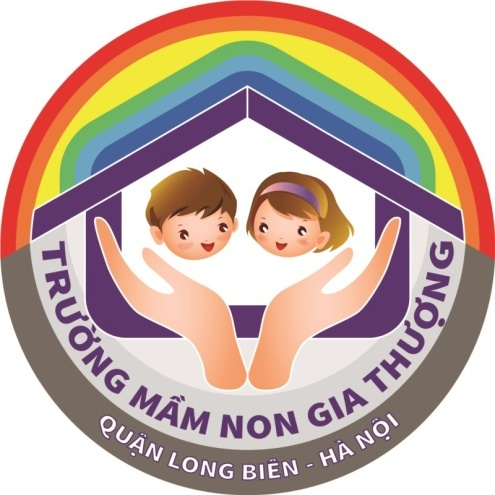 TRƯỜNG MẦM NON GIA THƯỢNG
QUẬN LONG BIÊN - HÀ NỘI